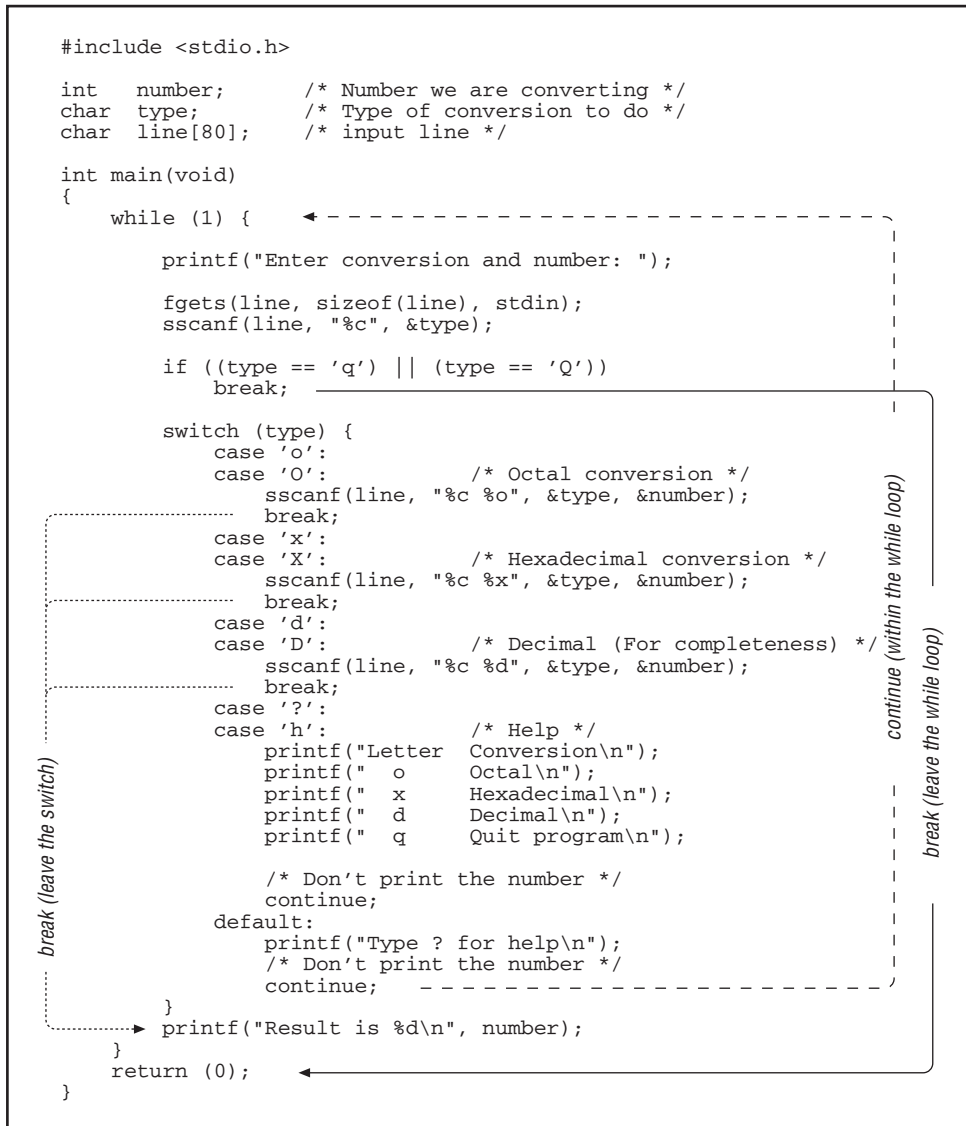 #include <stdio.h>
int   number;       /* Number we are converting */
char  type;         /* Type of conversion to do */
char  line[80];     /* input line */
int main(void)
{
    while (1) {
        printf("Enter conversion and number: ");
        fgets(line, sizeof(line), stdin);
        sscanf(line, "%c", &type);
        if ((type == 'q') || (type == 'Q'))
            break;
        switch (type) {
            case 'o':
            case 'O':           /* Octal conversion */
                sscanf(line, "%c %o", &type, &number);
                break;
            case 'x':
            case 'X':           /* Hexadecimal conversion */
                sscanf(line, "%c %x", &type, &number);
                break;
            case 'd':
            case 'D':           /* Decimal (For completeness) */
                sscanf(line, "%c %d", &type, &number);
                break;
            case '?':
            case 'h':           /* Help */
                printf("Letter  Conversion\n");
                printf("  o     Octal\n");
                printf("  x     Hexadecimal\n");
                printf("  d     Decimal\n");
                printf("  q     Quit program\n");
                /* Don't print the number */
                continue;
            default:
                printf("Type ? for help\n");
                /* Don't print the number */
                continue;
        }
        printf("Result is %d\n", number);
    }
    return (0);
}
break (leave the switch)
continue (within the while loop)
break (leave the while loop)